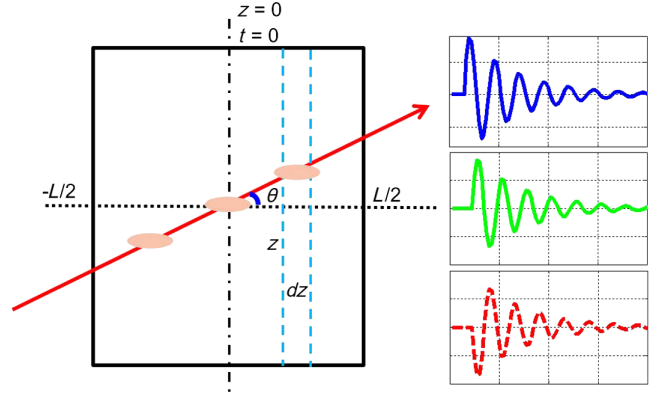 z = 0
t = 0
-L/2
θ
L/2
z
dz